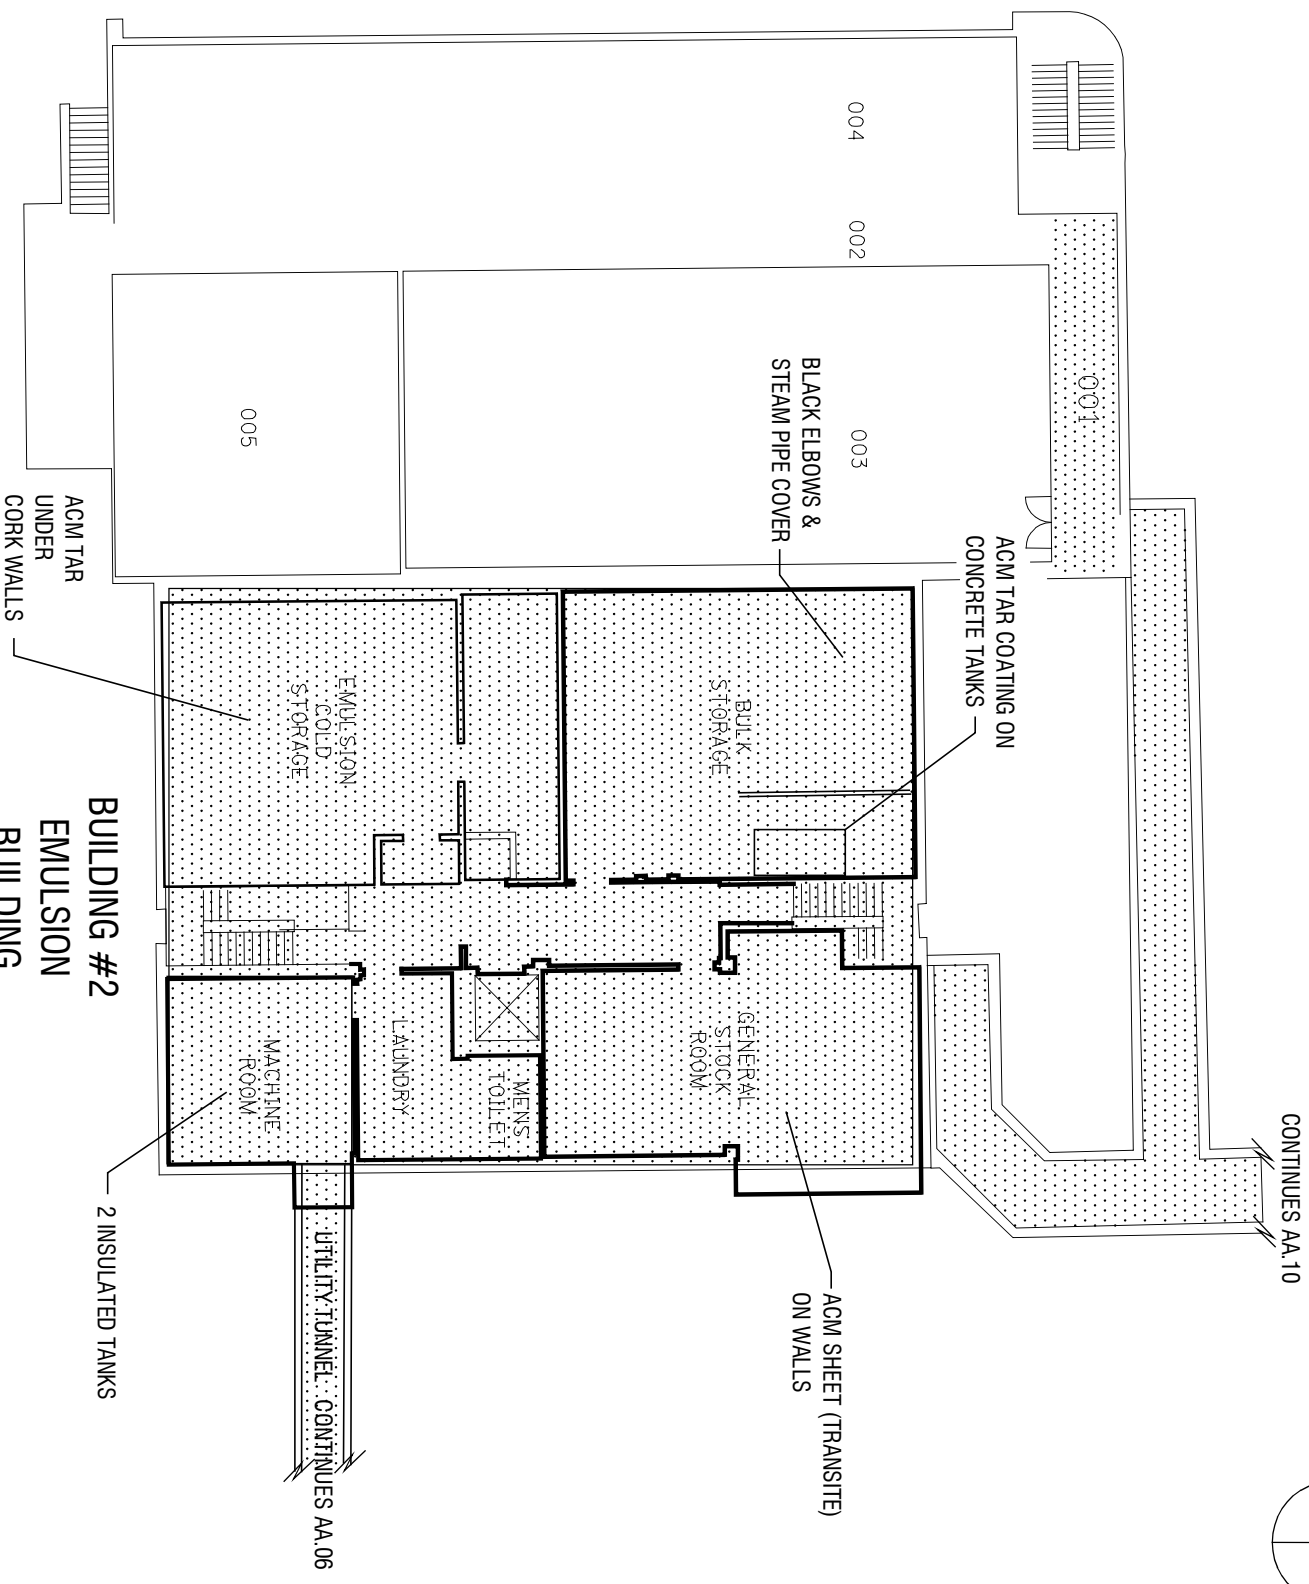 CONTINUES AA.10
001
004
002
003
005
ACM TAR COATING ON
CONCRETE TANKS
BLACK ELBOWS &
STEAM PIPE COVER
BULK
STORAGE
GENERAL
STOCK
ROOM
ACM SHEET (TRANSITE)
ON WALLS
MENS
TOILET
LAUNDRY
EMULSION
COLD
STORAGE
MACHINE
ROOM
UTILITY TUNNEL CONTINUES AA.06
2 INSULATED TANKS
ACM TAR
UNDER
CORK WALLS
BUILDING #2
EMULSION
BUILDING